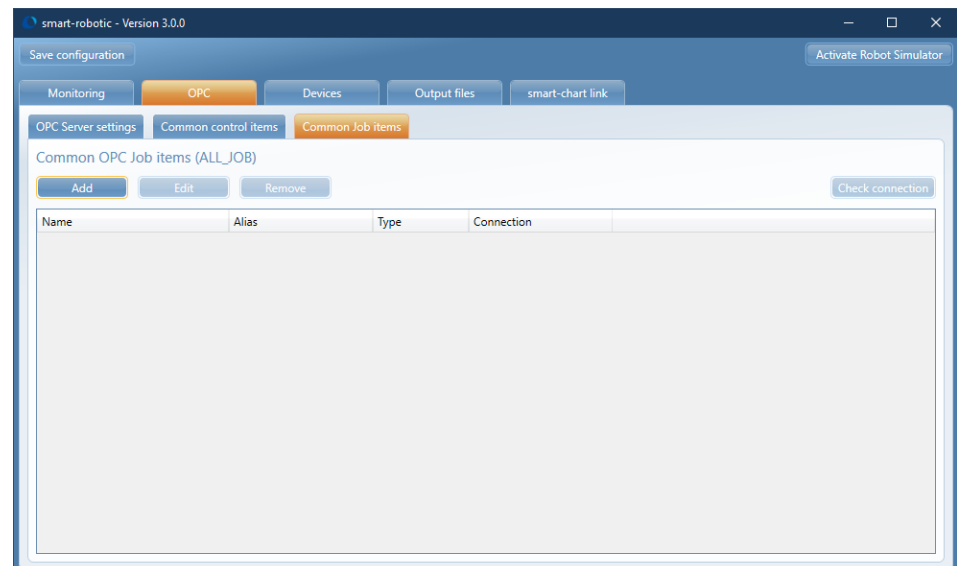 smart-robotic - Version 3.0.0
Save configuration Activate Robot Simulator
Monitoring OPC Devices Output files smart-chart link
OPC Server settings Common control items Common Job items
Common OPC Job items (ALL_JOB)
Add Edit Remove Check connection
Name Alias Type Connection